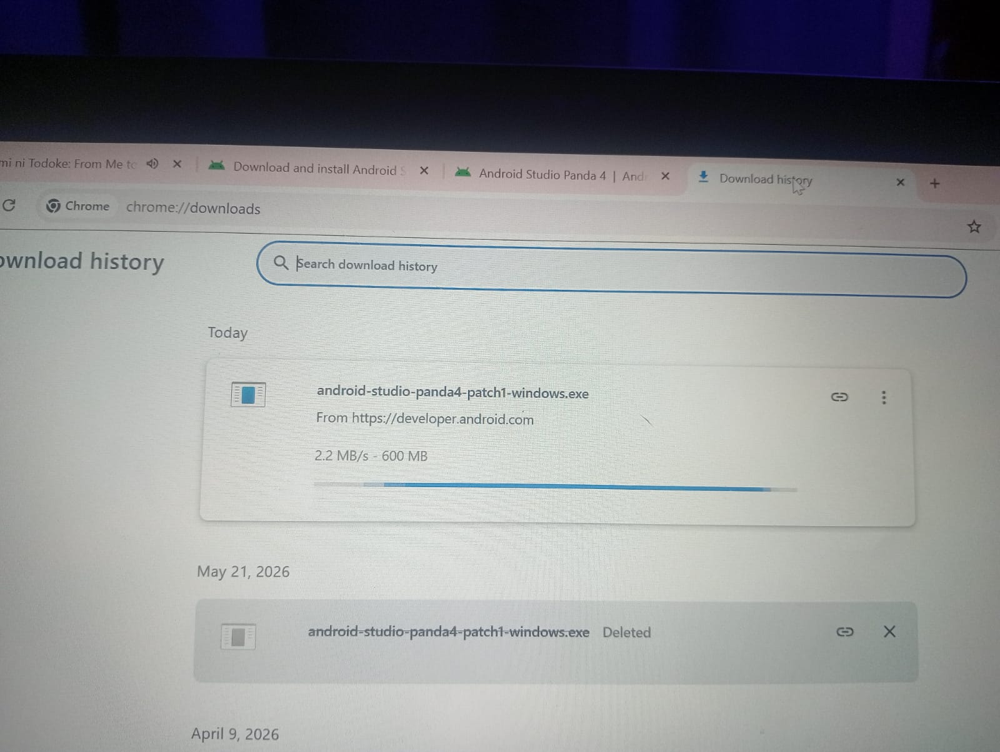 mi ni Todoke: From Me to
Download and install Android S
Android Studio Panda 4 | And
Download history
Chrome
chrome://downloads
ownload history
Search download history
Today
android-studio-panda4-patch1-windows.exe
From https://developer.android.com
2.2 MB/s - 600 MB
May 21, 2026
android-studio-panda4-patch1-windows.exe Deleted
April 9, 2026